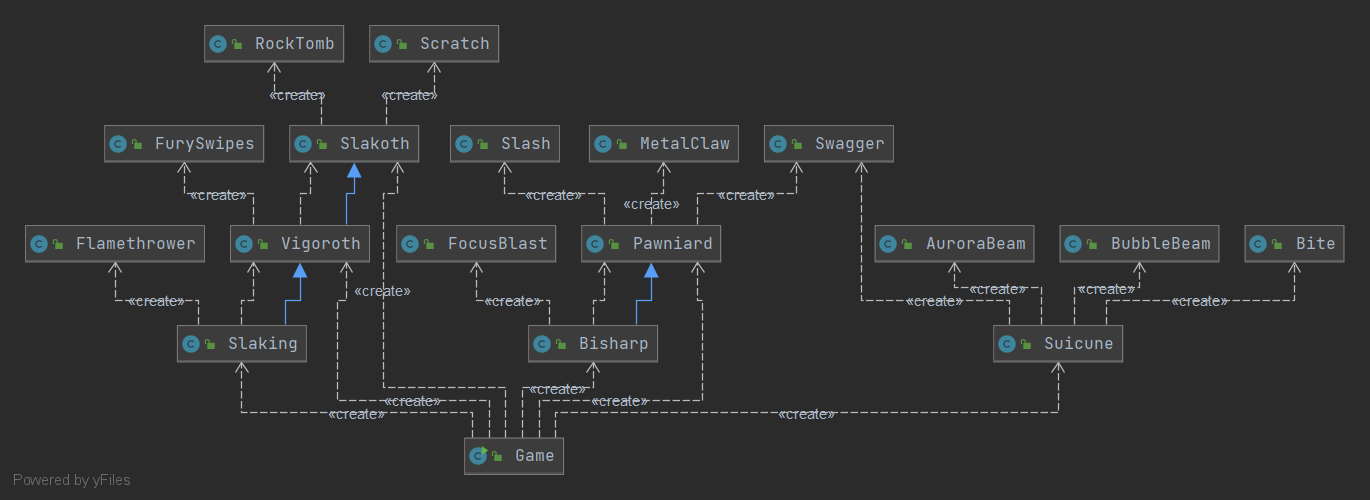 RockTomb Scratch
«create» «create»
FurySwipes Slakoth Slash MetalClaw Swagger
«create» «create» «create» «create»
Flamethrower Vigoroth FocusBlast Pawniard AuroraBeam BubbleBeam Bite
«create» «create» «create» «create» «create» «create» «create»
Slaking Bisharp Suicune
«create» «create» «create» «create» «create»
Game
Powered by yFiles